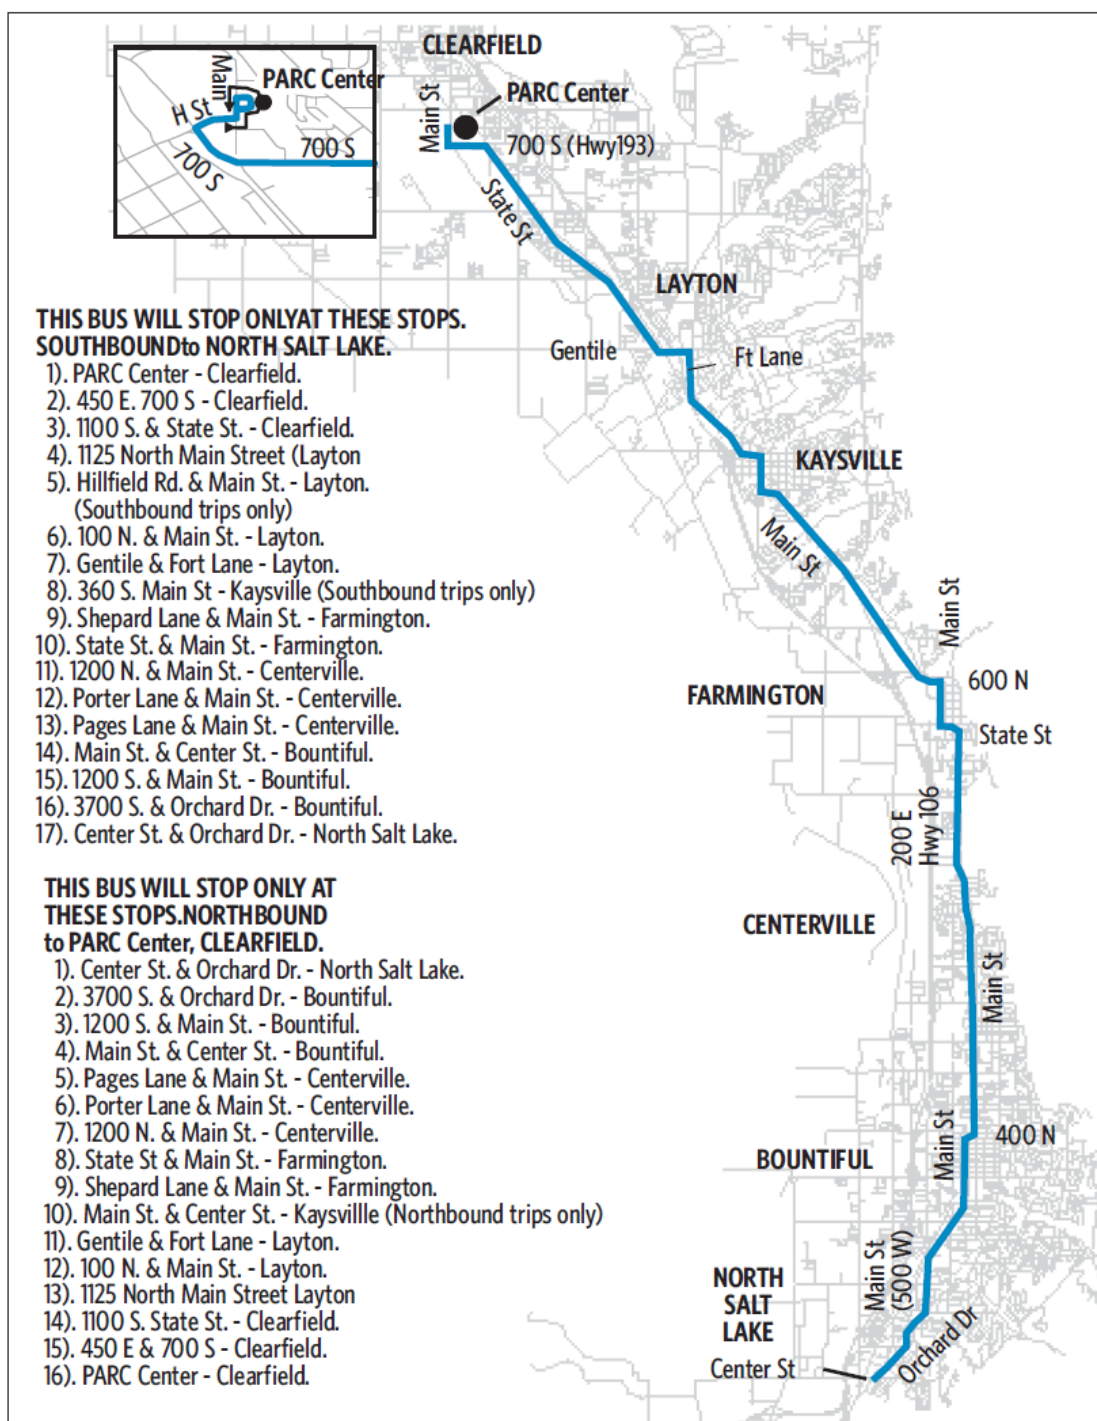 CLEARFIELD
PARC Center
Main St
700 S (Hwy193)
State St
Main
PARC Center
H St
700 S
700 S
LAYTON
Gentile
Ft Lane
KAYSVILLE
Main St
Main St
600 N
FARMINGTON
State St
200 E
Hwy 106
CENTERVILLE
Main St
Main St
400 N
BOUNTIFUL
Main St
(500 W)
NORTH
SALT
LAKE
Center St
Orchard Dr
THIS BUS WILL STOP ONLYAT THESE STOPS.
SOUTHBOUNDto NORTH SALT LAKE.
1). PARC Center - Clearfield.
2). 450 E. 700 S - Clearfield.
3). 1100 S. & State St. - Clearfield.
4). 1125 North Main Street (Layton
5). Hillfield Rd. & Main St. - Layton.
(Southbound trips only)
6). 100 N. & Main St. - Layton.
7). Gentile & Fort Lane - Layton.
8). 360 S. Main St - Kaysville (Southbound trips only)
9). Shepard Lane & Main St. - Farmington.
10). State St. & Main St. - Farmington.
11). 1200 N. & Main St. - Centerville.
12). Porter Lane & Main St. - Centerville.
13). Pages Lane & Main St. - Centerville.
14). Main St. & Center St. - Bountiful.
15). 1200 S. & Main St. - Bountiful.
16). 3700 S. & Orchard Dr. - Bountiful.
17). Center St. & Orchard Dr. - North Salt Lake.
THIS BUS WILL STOP ONLY AT
THESE STOPS.NORTHBOUND
to PARC Center, CLEARFIELD.
1). Center St. & Orchard Dr. - North Salt Lake.
2). 3700 S. & Orchard Dr. - Bountiful.
3). 1200 S. & Main St. - Bountiful.
4). Main St. & Center St. - Bountiful.
5). Pages Lane & Main St. - Centerville.
6). Porter Lane & Main St. - Centerville.
7). 1200 N. & Main St. - Centerville.
8). State St & Main St. - Farmington.
9). Shepard Lane & Main St. - Farmington.
10). Main St. & Center St. - Kaysvillle (Northbound trips only)
11). Gentile & Fort Lane - Layton.
12). 100 N. & Main St. - Layton.
13). 1125 North Main Street Layton
14). 1100 S. State St. - Clearfield.
15). 450 E & 700 S - Clearfield.
16). PARC Center - Clearfield.